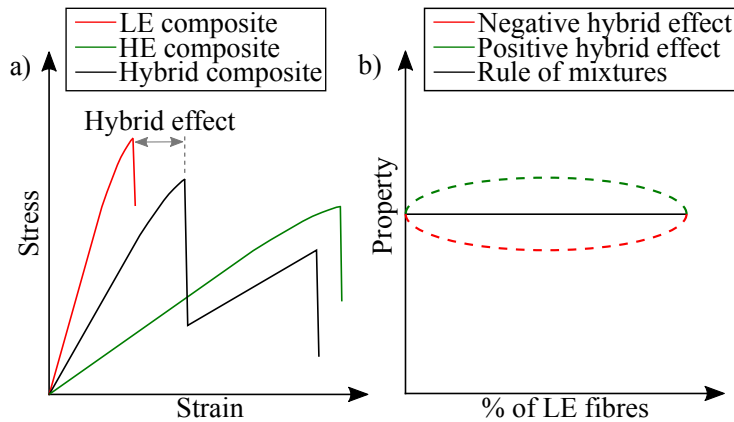 a)
LE composite
HE composite
Hybrid composite
Hybrid effect
Stress
Strain
b)
Negative hybrid effect
Positive hybrid effect
Rule of mixtures
Property
% of LE fibres